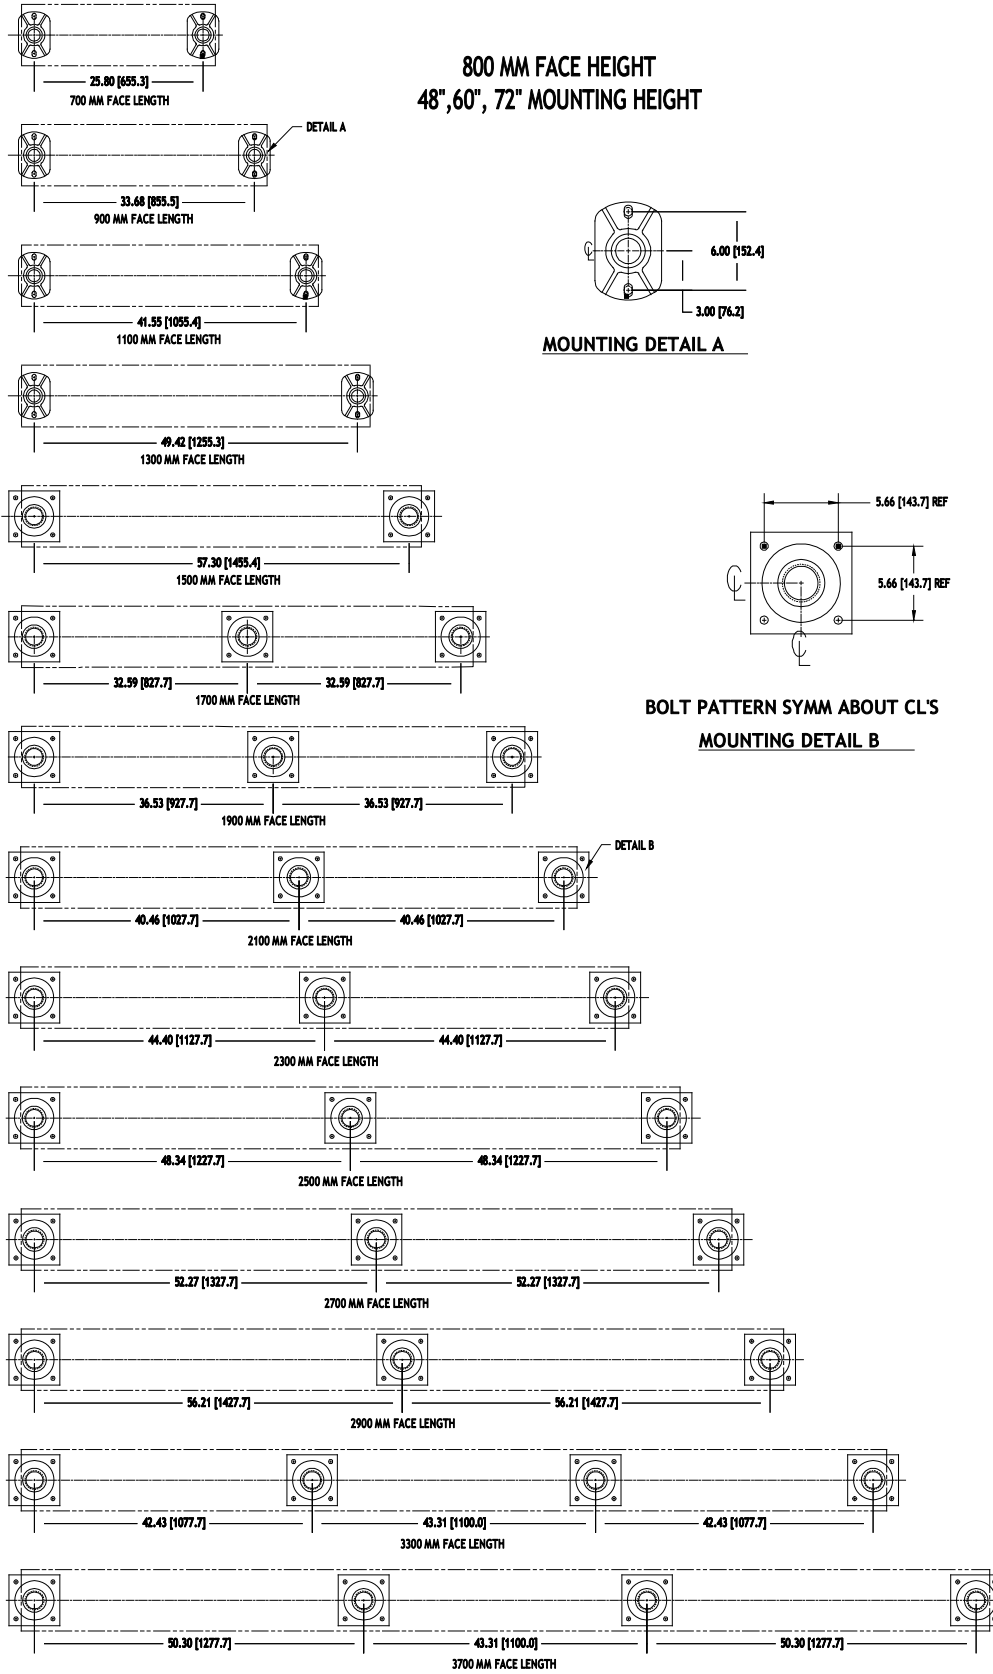 800 MM FACE HEIGHT
48",60", 72" MOUNTING HEIGHT
25.80 [655.3]
700 MM FACE LENGTH
DETAIL A
33.68 [855.5]
900 MM FACE LENGTH
41.55 [1055.4]
1100 MM FACE LENGTH
6.00 [152.4]
3.00 [76.2]
MOUNTING DETAIL A
49.42 [1255.3]
1300 MM FACE LENGTH
57.30 [1455.4]
1500 MM FACE LENGTH
5.66 [143.7] REF
5.66 [143.7] REF
CL
CL
BOLT PATTERN SYMM ABOUT CL'S
MOUNTING DETAIL B
32.59 [827.7] 32.59 [827.7]
1700 MM FACE LENGTH
36.53 [927.7] 36.53 [927.7]
1900 MM FACE LENGTH
DETAIL B
40.46 [1027.7] 40.46 [1027.7]
2100 MM FACE LENGTH
44.40 [1127.7] 44.40 [1127.7]
2300 MM FACE LENGTH
48.34 [1227.7] 48.34 [1227.7]
2500 MM FACE LENGTH
52.27 [1327.7] 52.27 [1327.7]
2700 MM FACE LENGTH
56.21 [1427.7] 56.21 [1427.7]
2900 MM FACE LENGTH
42.43 [1077.7] 43.31 [1100.0] 42.43 [1077.7]
3300 MM FACE LENGTH
50.30 [1277.7] 43.31 [1100.0] 50.30 [1277.7]
3700 MM FACE LENGTH